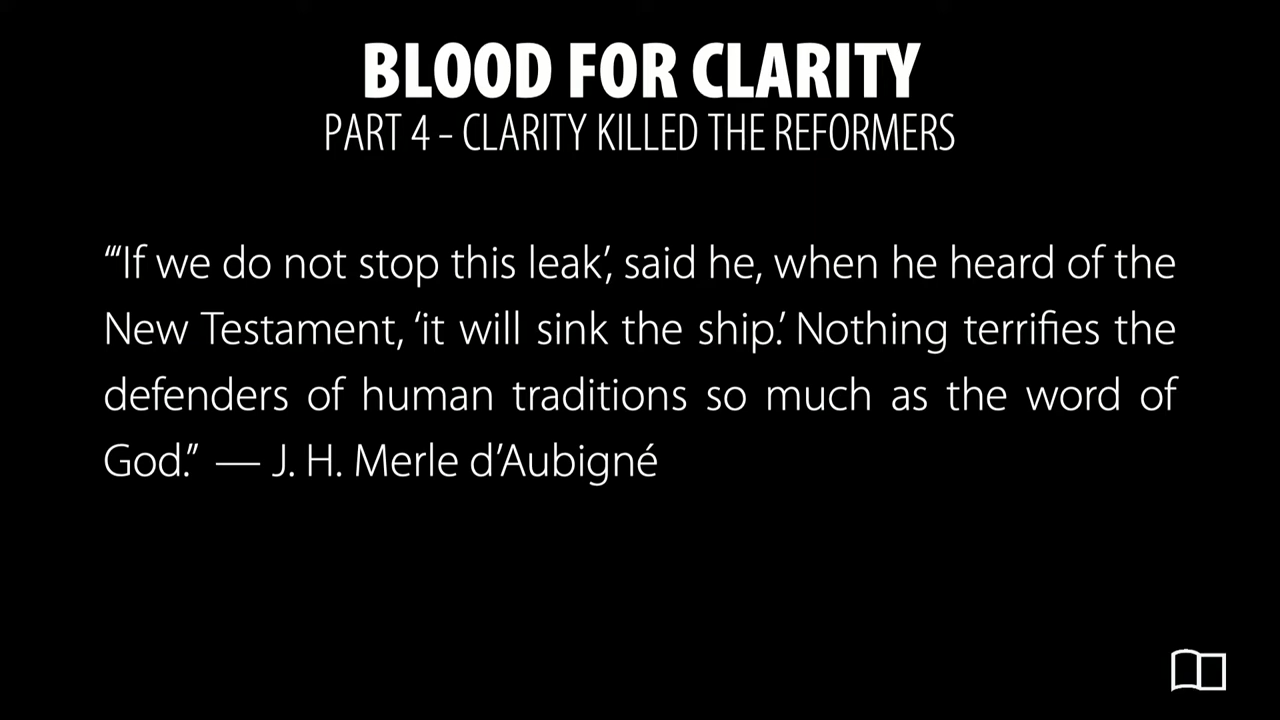 BLOOD FOR CLARITY
PART 4 – CLARITY KILLED THE REFORMERS
“‘If we do not stop this leak’, said he, when he heard of the
New Testament, ‘it will sink the ship.’ Nothing terrifies the
defenders of human traditions so much as the word of
God.” — J. H. Merle d’Aubigné